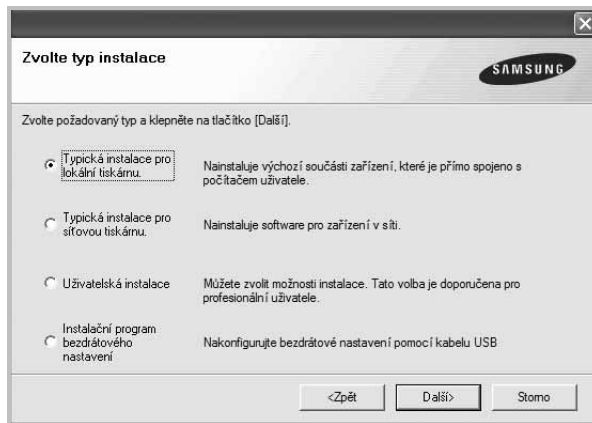 Zvolte typ instalace
SAMSUNG
Zvolte požadovaný typ a klepněte na tlačítko [Další].
Typická instalace pro
lokální tiskárnu.
Nainstaluje výchozí součásti zařízení, které je přímo spojeno s
počítačem uživatele.
Typická instalace pro
síťovou tiskárnu.
Nainstaluje software pro zařízení v síti.
Uživatelská instalace
Můžete zvolit možnosti instalace. Tato volba je doporučena pro
profesionální uživatele.
Instalační program
bezdrátového
nastavení
Nakonfigurujte bezdrátové nastavení pomocí kabelu USB
<Zpět
Další>
Storno